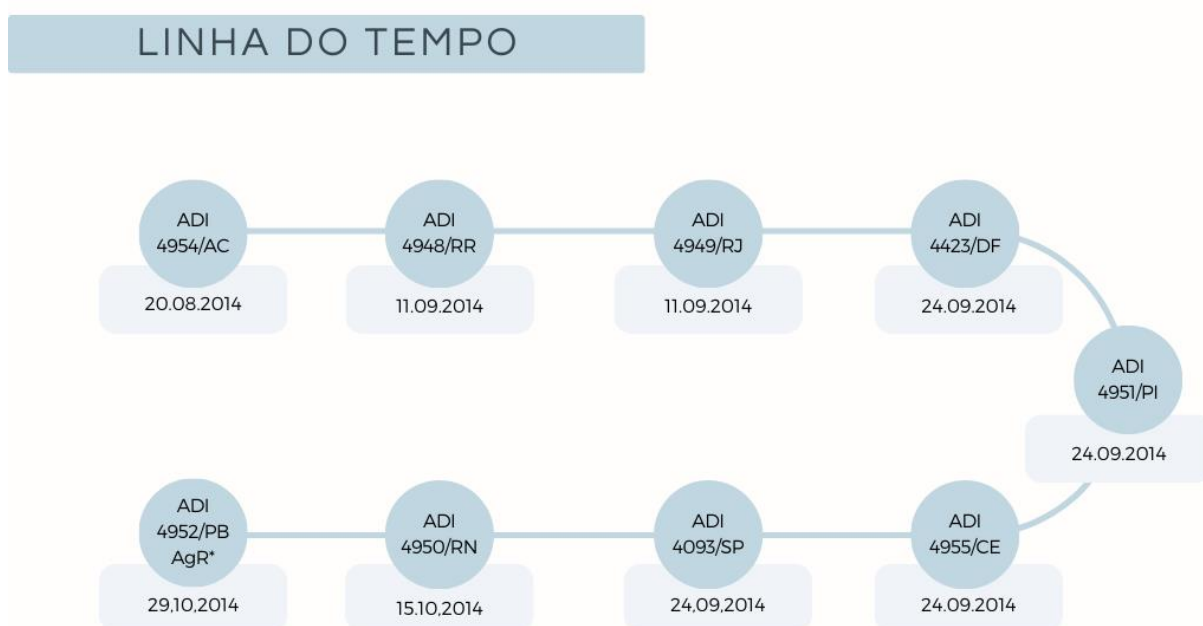 LINHA DO TEMPO
ADI
4954/AC
20.08.2014
ADI
4948/RR
11.09.2014
ADI
4949/RJ
11.09.2014
ADI
4423/DF
24.09.2014
ADI
4951/PI
24.09.2014
ADI
4955/CE
24.09.2014
ADI
4093/SP
24,09,2014
ADI
4950/RN
15.10,2014
ADI
4952/PB
AgR*
29,10,2014